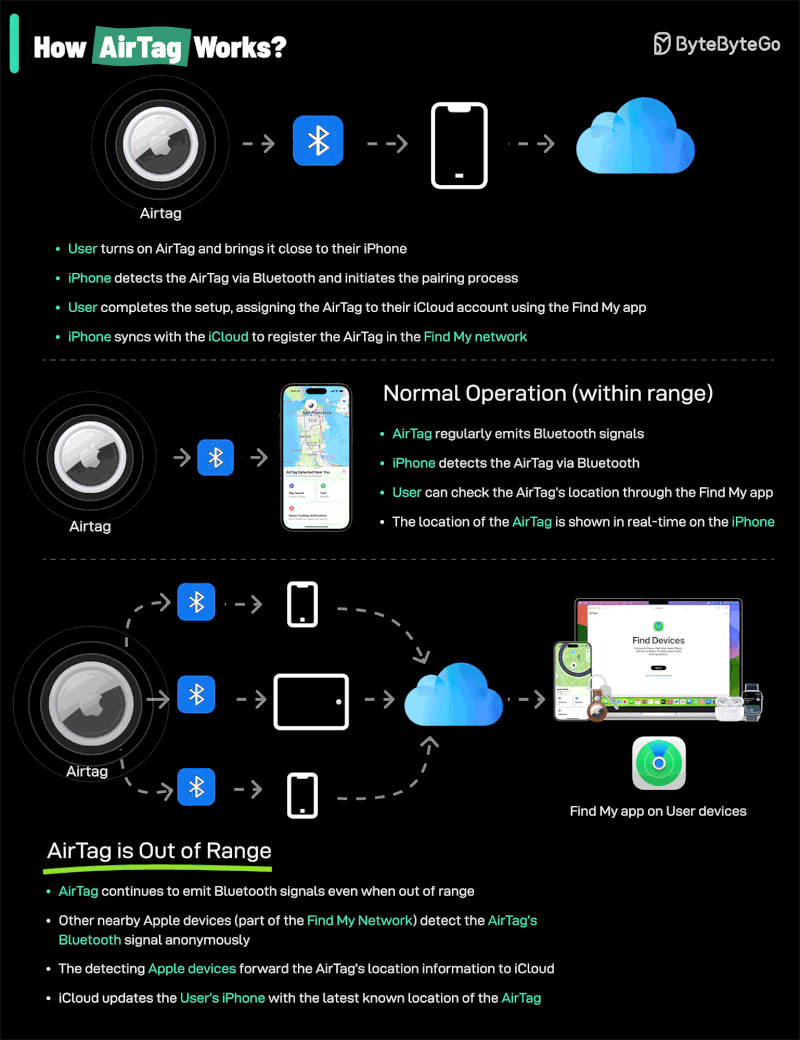 How AirTag Works?
ByteByteGo
Airtag
• User turns on AirTag and brings it close to their iPhone
• iPhone detects the AirTag via Bluetooth and initiates the pairing process
• User completes the setup, assigning the AirTag to their iCloud account using the Find My app
• iPhone syncs with the iCloud to register the AirTag in the Find My network
Normal Operation (within range)
San Francisco
AirTag Detected Near You
Play Sound
Find
Pause Tracking Notifications
Airtag
• AirTag regularly emits Bluetooth signals
• iPhone detects the AirTag via Bluetooth
• User can check the AirTag's location through the Find My app
• The location of the AirTag is shown in real-time on the iPhone
Airtag
Find Devices
Find My app on User devices
AirTag is Out of Range
• AirTag continues to emit Bluetooth signals even when out of range
• Other nearby Apple devices (part of the Find My Network) detect the AirTag's
Bluetooth signal anonymously
• The detecting Apple devices forward the AirTag's location information to iCloud
• iCloud updates the User's iPhone with the latest known location of the AirTag